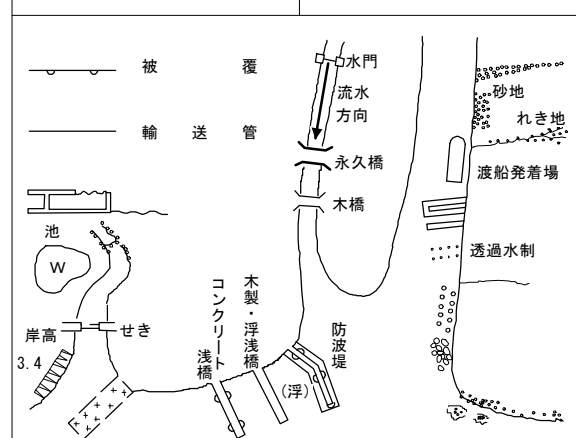 被覆
輸送管
水門
流水
方向
永久橋
木橋
砂地
れき地
渡船発着場
透過水制
池
W
岸高
3.4
せき
コンクリート
浅橋
木製・浮浅橋
防波堤
(浮)